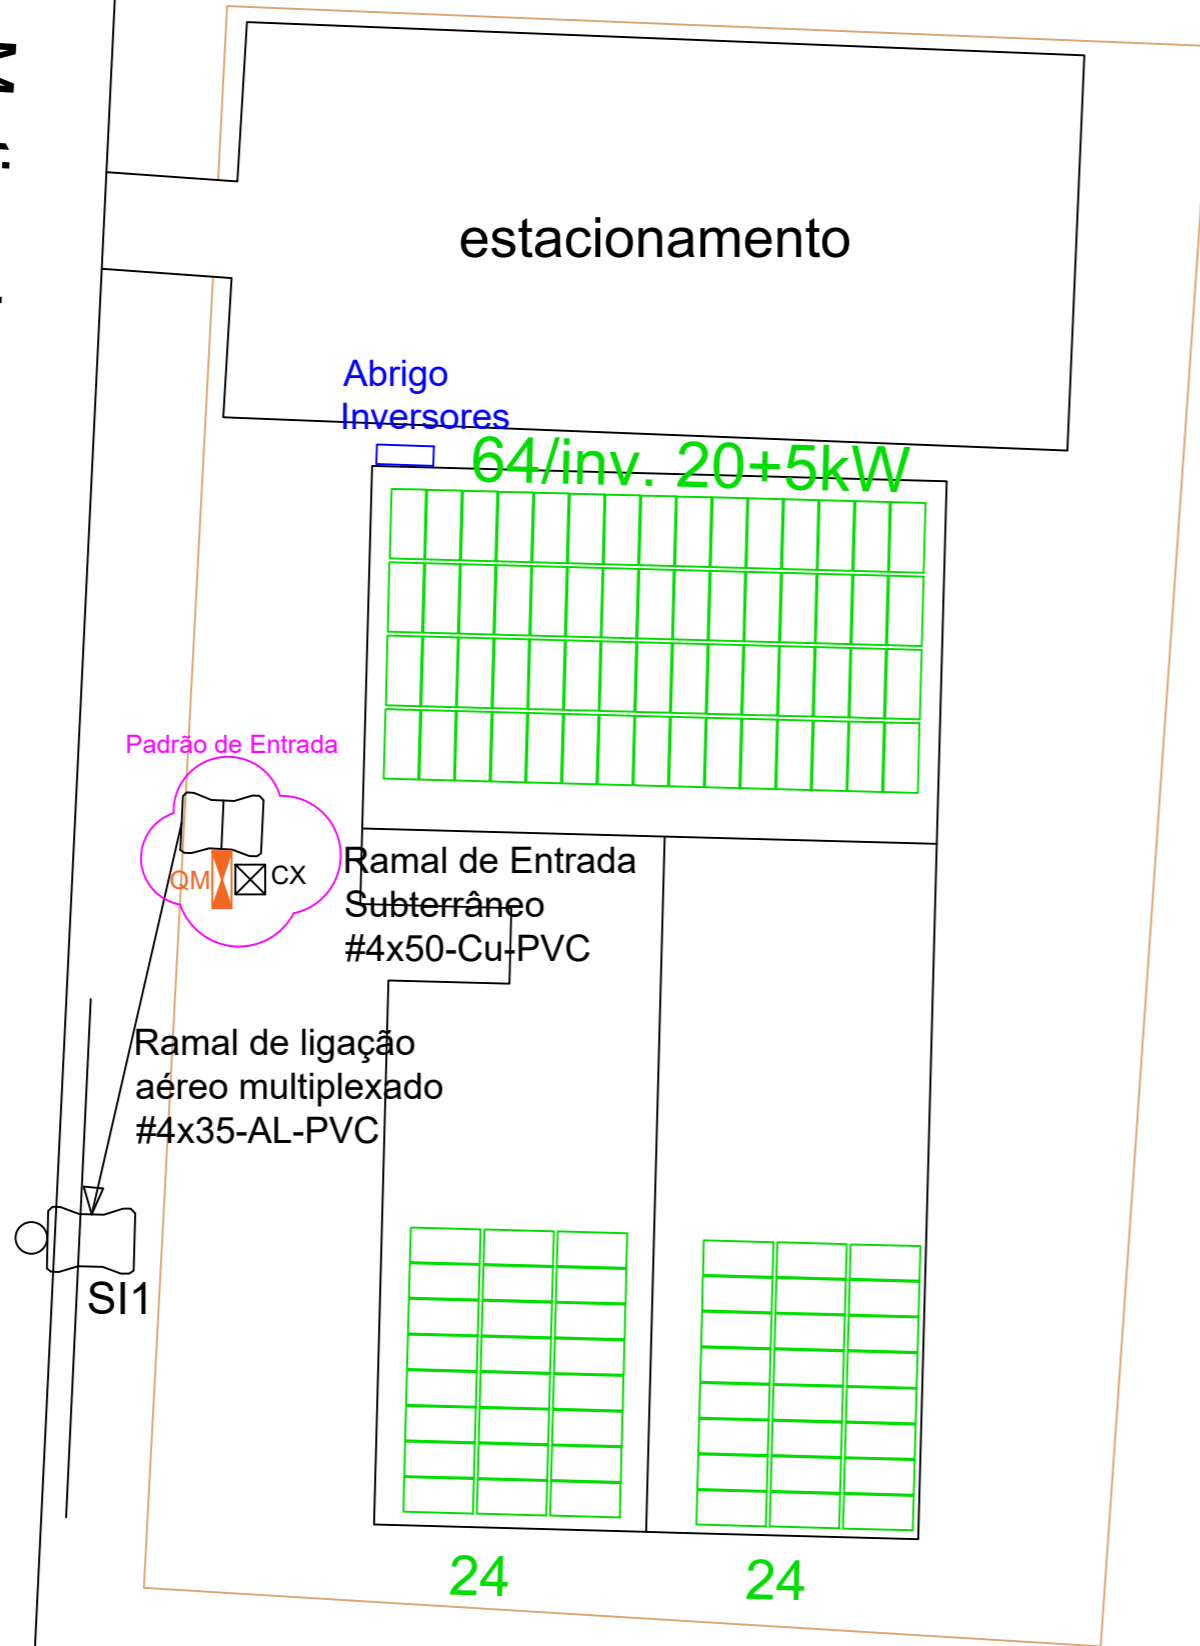 estacionamento
Abrigo
Inversores
64/inv. 20+5kW
Padrão de Entrada
QM
CX
Ramal de Entrada
Subterrâneo
#4x50-Cu-PVC
Ramal de ligação
aéreo multiplexado
#4x35-AL-PVC
SI1
24
24